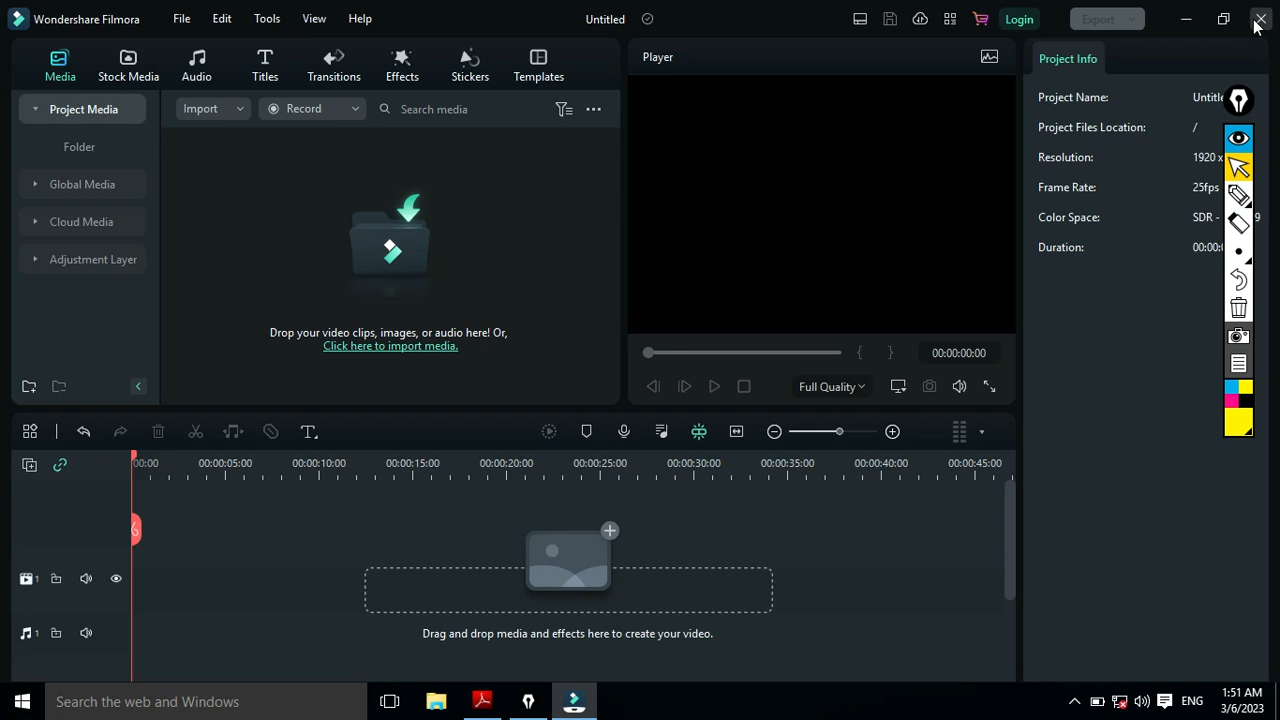 Wondershare Filmora File Edit Tools View Help Untitled Login Export
Media Stock Media Audio Titles Transitions Effects Stickers Templates
Project Media
Folder
Global Media
Cloud Media
Adjustment Layer
Import Record Search media
Drop your video clips, images, or audio here! Or,
Click here to import media.
Player
00:00:00:00
Full Quality
Project Info
Project Name: Untitle
Project Files Location: /
Resolution: 1920 x
Frame Rate: 25fps
Color Space: SDR - 9
Duration: 00:00:
00:00 00:00:05:00 00:00:10:00 00:00:15:00 00:00:20:00 00:00:25:00 00:00:30:00 00:00:35:00 00:00:40:00 00:00:45:00
1
1
Drag and drop media and effects here to create your video.
Search the web and Windows
ENG
1:51 AM
3/6/2023